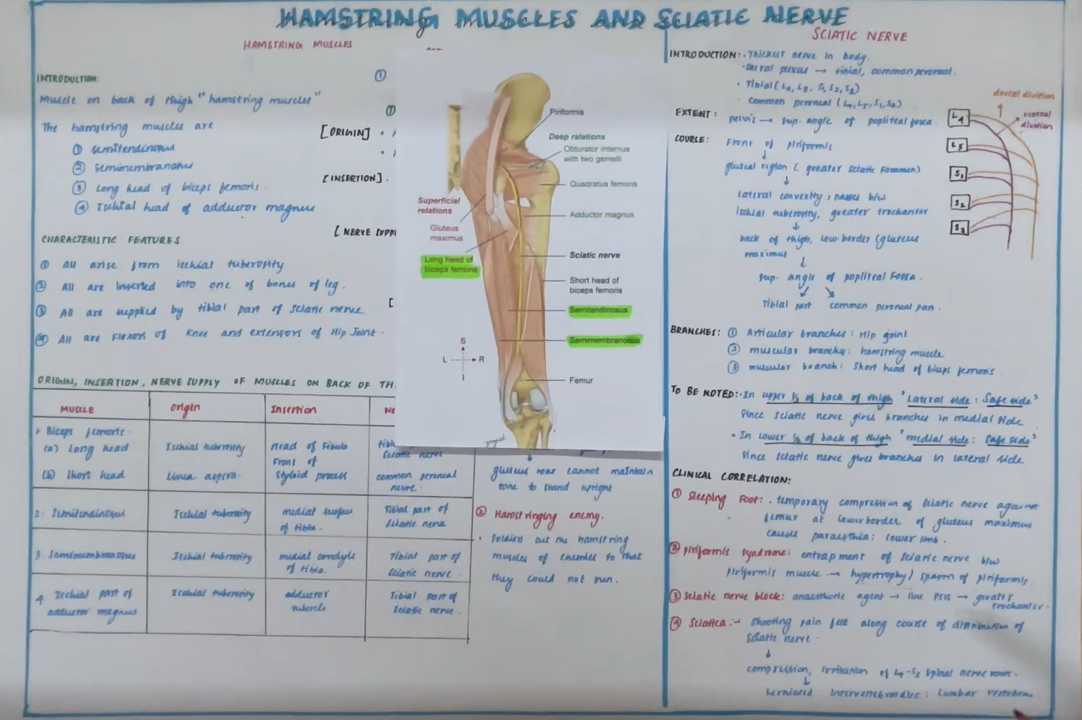 HAMSTRING MUSCLES AND SCIATIC NERVE
HAMSTRING MUSCLES
INTRODUCTION:
Muscle on back of thigh "hamstring muscles"
The hamstring muscles are
① semitendinosus
② semimembranosus
③ Long head of biceps femoris.
④ Ischial head of adductor magnus
CHARACTERISTIC FEATURES
① All arise from ischial tuberosity
② All are inserted into one of bones of leg.
③ All are supplied by tibial part of sciatic nerve
④ All are flexors of knee and extensors of Hip Joint.
ORIGIN, INSERTION, NERVE SUPPLY OF MUSCLES ON BACK OF TH
MUSCLE origin Insertion NE
1 Biceps femoris.
(a) Long head Ischial tuberosity Head of Fibula
Sciatic nerve
Front of
(b) Short head Linea aspera. Styloid process common peroneal
nerve.
2. Semitendinosus Ischial tuberosity medial surface Tibial part of
of tibia. Sciatic nerve
3 Semimembranosus Ischial tuberosity medial condyle Tibial part of
of tibia. sciatic nerve.
4 Ischial part of Ischial tuberosity adductor Tibial part of
adductor magnus tubercle Sciatic nerve.
①
[ORIGIN]
[INSERTION]
[NERVE SUPP
Piriformis
Deep relations
Obturator internus
with two gemelli
Quadratus femoris
Superficial
relations
Adductor magnus
Gluteus
maximus
Sciatic nerve
Long head of
biceps femoris
Short head of
biceps femoris
Semitendinosus
Semimembranosus
S
L R
I
Femur
gluteus max cannot maintain
tone to stand upright
② Hamstringing enemy.
• Soldiers cut the hamstring
muscles of enemies so that
they could not run.
SCIATIC NERVE
INTRODUCTION: • Thickest nerve in body.
• Sacral plexus → tibial, common peroneal.
• Tibial (L4, L5, S1, S2, S3)
• Common peroneal (L4, L5, S1, S2)
EXTENT: pelvis → sup. angle of popliteal fossa
COURSE: Front of piriformis
↓
gluteal region (greater sciatic foramen)
↓
lateral convexity; passes b/w
ischial tuberosity, greater trochanter
↓
back of thigh, low border (gluteus
maximus
↓
sup. angle of popliteal fossa.
Tibial part common peroneal part.
dorsal division
ventral
division
L4
L5
S1
S2
S3
BRANCHES: ① Articular branches: Hip joint
② muscular branch: hamstring muscle
③ muscular branch: Short head of biceps femoris.
TO BE NOTED: • In upper ½ of back of thigh "Lateral side: Safe side"
Since sciatic nerve gives branches in medial side.
• In lower ½ of back of thigh "medial side: Safe side"
Since sciatic nerve gives branches in lateral side.
CLINICAL CORRELATION:
① Sleeping Foot: • temporary compression of sciatic nerve against
femur at lower border of gluteus maximus
causes paraesthia: lower limb.
② Piriformis syndrome: entrapment of sciatic nerve b/w
piriformis muscle → hypertrophy/ spasm of piriformis
③ Sciatic nerve block: anaesthetic agent → line PSIS → greater
trochanter.
④ Sciatica: → Shooting pain felt along course of distribution of
Sciatic nerve.
↓
compression, irritation of L4-S3 spinal nerve roots.
↓
herniated intervertebral disc: Lumbar vertebrae.